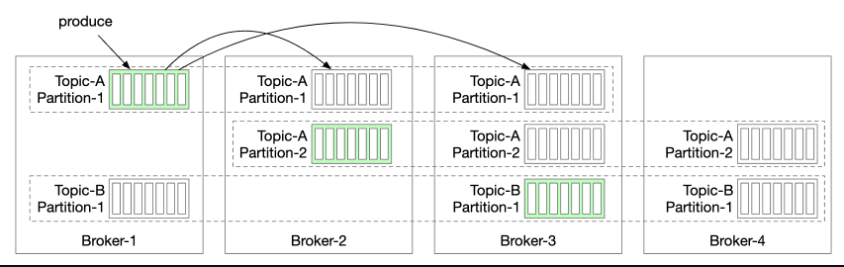 produce
Topic-A
Partition-1
Topic-A
Partition-1
Topic-A
Partition-1
Topic-A
Partition-2
Topic-A
Partition-2
Topic-A
Partition-2
Topic-B
Partition-1
Topic-B
Partition-1
Topic-B
Partition-1
Broker-1
Broker-2
Broker-3
Broker-4